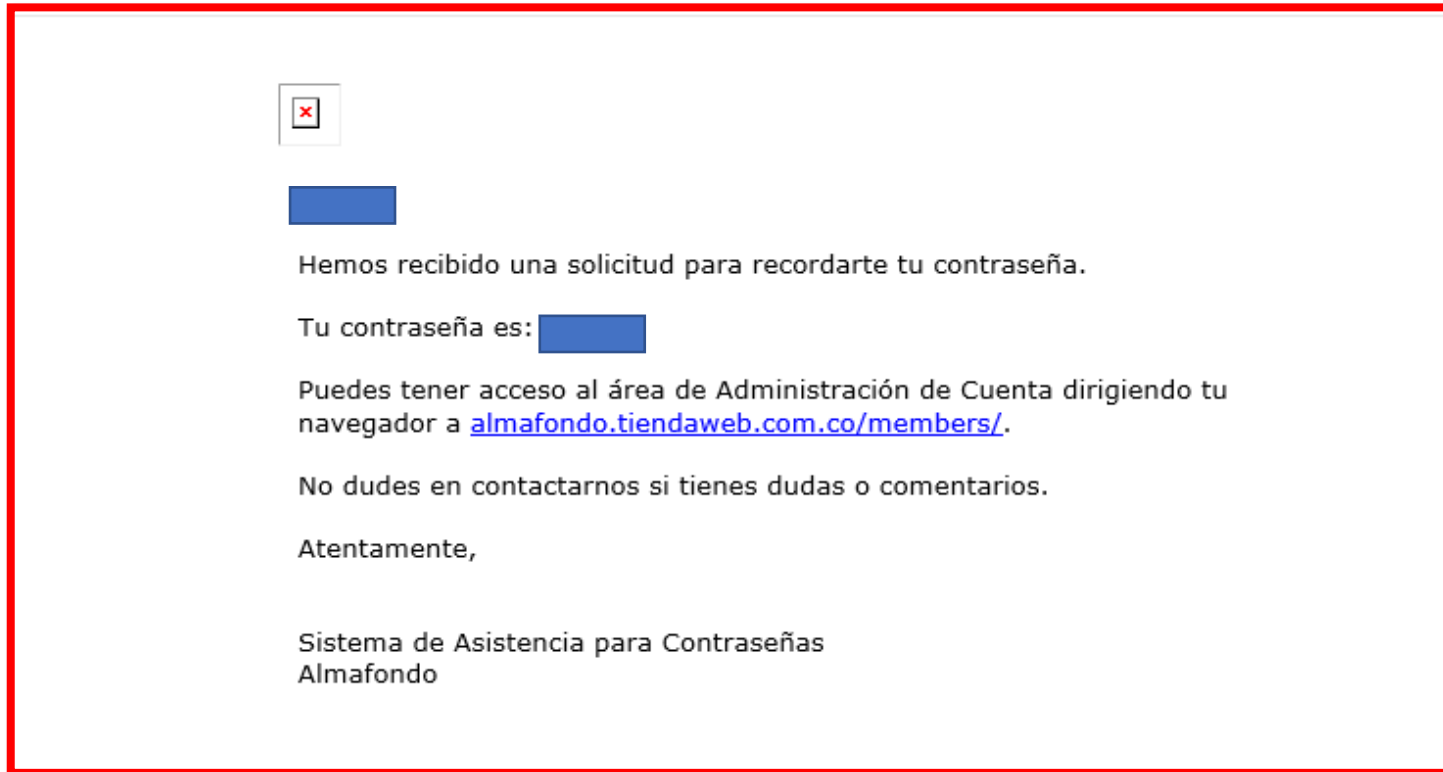 Hemos recibido una solicitud para recordarte tu contraseña.
Tu contraseña es:
Puedes tener acceso al área de Administración de Cuenta dirigiendo tu
navegador a almafondo.tiendaweb.com.co/members/.
No dudes en contactarnos si tienes dudas o comentarios.
Atentamente,
Sistema de Asistencia para Contraseñas
Almafondo